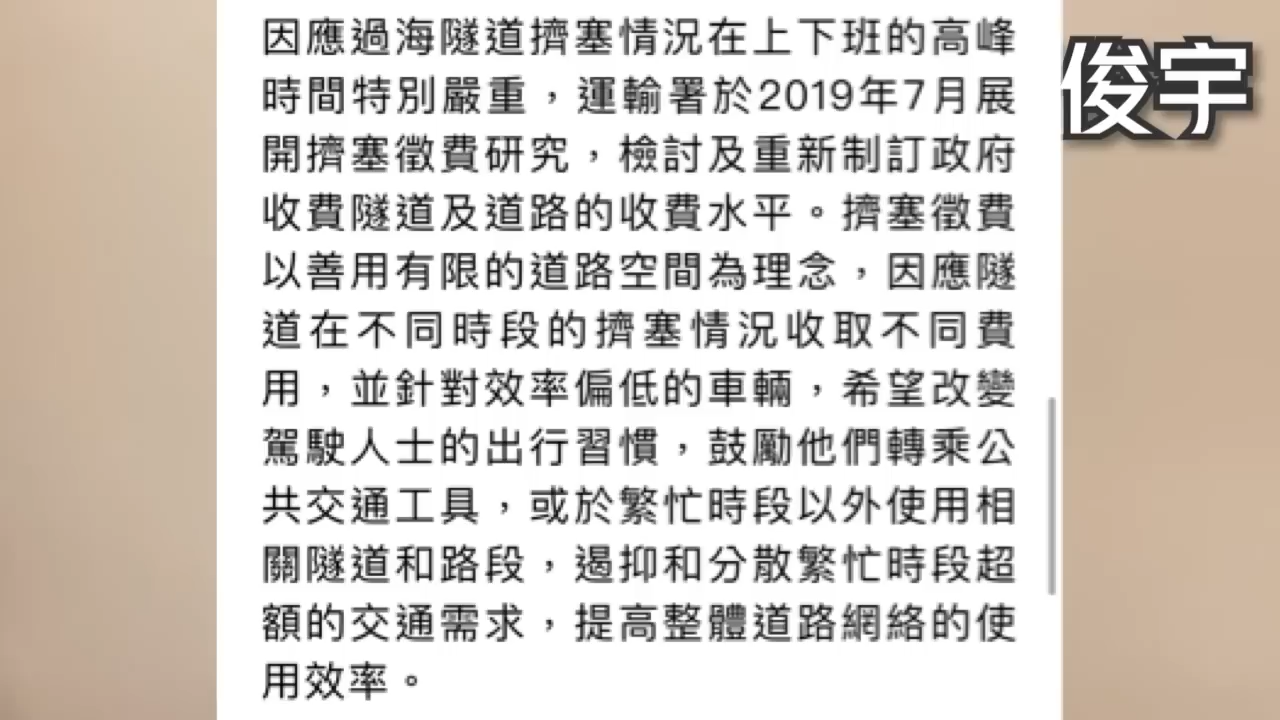 因應過海隧道擠塞情況在上下班的高峰
時間特別嚴重，運輸署於2019年7月展
開擠塞徵費研究，檢討及重新制訂政府
收費隧道及道路的收費水平。擠塞徵費
以善用有限的道路空間為理念，因應隧
道在不同時段的擠塞情況收取不同費
用，並針對效率偏低的車輛，希望改變
駕駛人士的出行習慣，鼓勵他們轉乘公
共交通工具，或於繁忙時段以外使用相
關隧道和路段，遏抑和分散繁忙時段超
額的交通需求，提高整體道路網絡的使
用效率。
俊宇